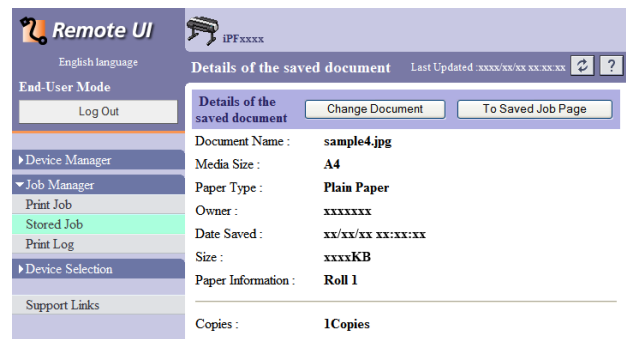 Remote UI
English language
End-User Mode
Log Out
Device Manager
Job Manager
Print Job
Stored Job
Print Log
Device Selection
Support Links
iPFxxxx
Details of the saved document Last Updated :xxxx/xx/xx xx:xx:xx ?
Details of the
saved document
Change Document To Saved Job Page
Document Name : sample4.jpg
Media Size : A4
Paper Type : Plain Paper
Owner : xxxxxxx
Date Saved : xx/xx/xx xx:xx:xx
Size : xxxxKB
Paper Information : Roll 1
Copies : 1Copies